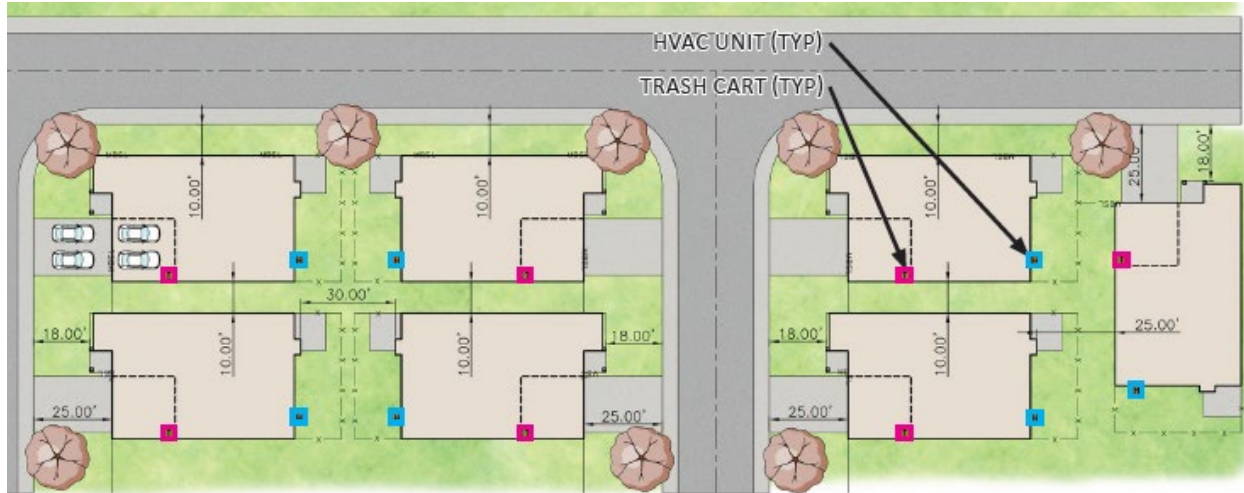 HVAC UNIT (TYP)
TRASH CART (TYP)
10.00'
10.00'
10.00'
25.00'
18.00'
H
H
H
T
T
T
T
30.00'
18.00'
10.00'
10.00'
18.00'
18.00'
10.00'
25.00'
25.00'
25.00'
25.00'
H
H
H
H
T
T
T